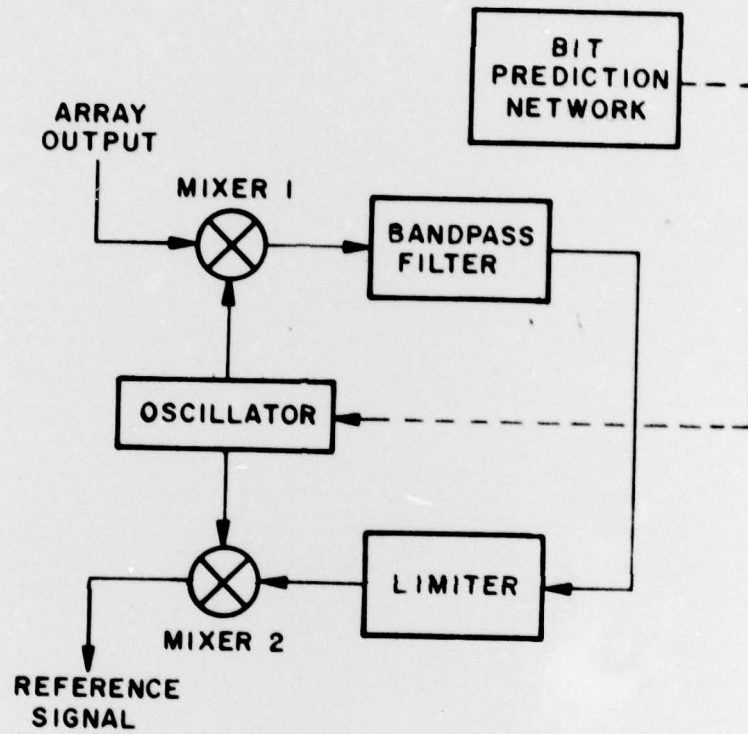 BIT
PREDICTION
NETWORK
ARRAY
OUTPUT
MIXER 1
BANDPASS
FILTER
OSCILLATOR
LIMITER
MIXER 2
REFERENCE
SIGNAL